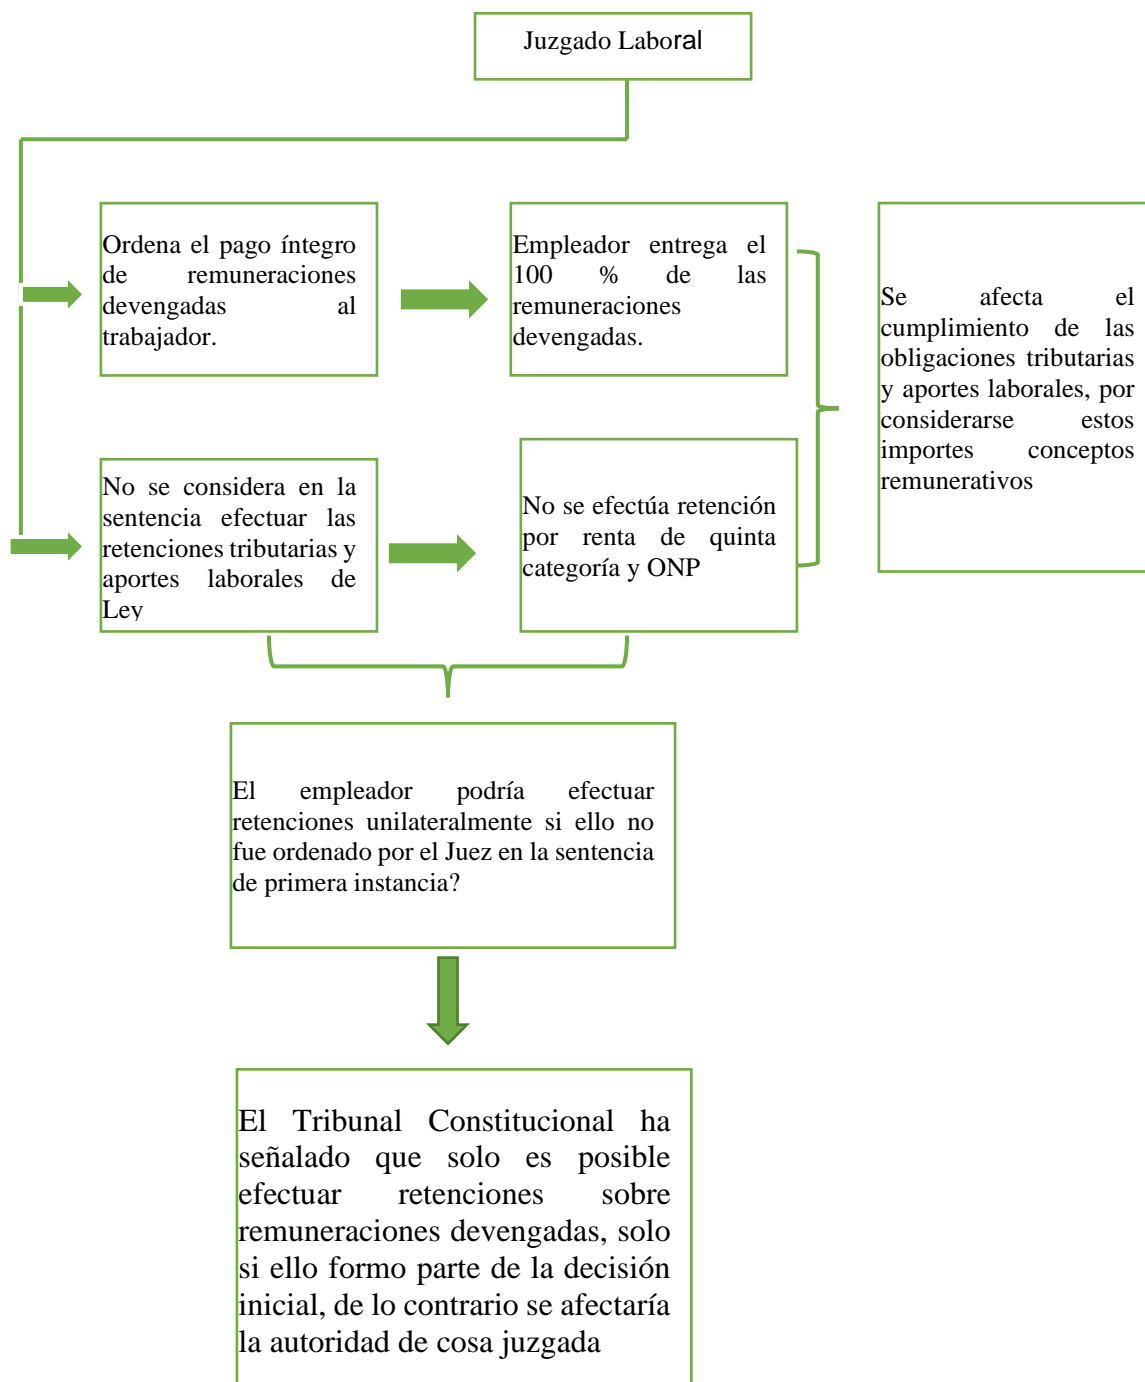 Juzgado Laboral
Ordena el pago íntegro
de remuneraciones
devengadas al
trabajador.
Empleador entrega el
100 % de las
remuneraciones
devengadas.
Se afecta el
cumplimiento de las
obligaciones tributarias
y aportes laborales, por
considerarse estos
importes conceptos
remunerativos
No se considera en la
sentencia efectuar las
retenciones tributarias y
aportes laborales de
Ley
No se efectúa retención
por renta de quinta
categoría y ONP
El empleador podría efectuar
retenciones unilateralmente si ello no
fue ordenado por el Juez en la sentencia
de primera instancia?
El Tribunal Constitucional ha
señalado que solo es posible
efectuar retenciones sobre
remuneraciones devengadas, solo
si ello formo parte de la decisión
inicial, de lo contrario se afectaría
la autoridad de cosa juzgada